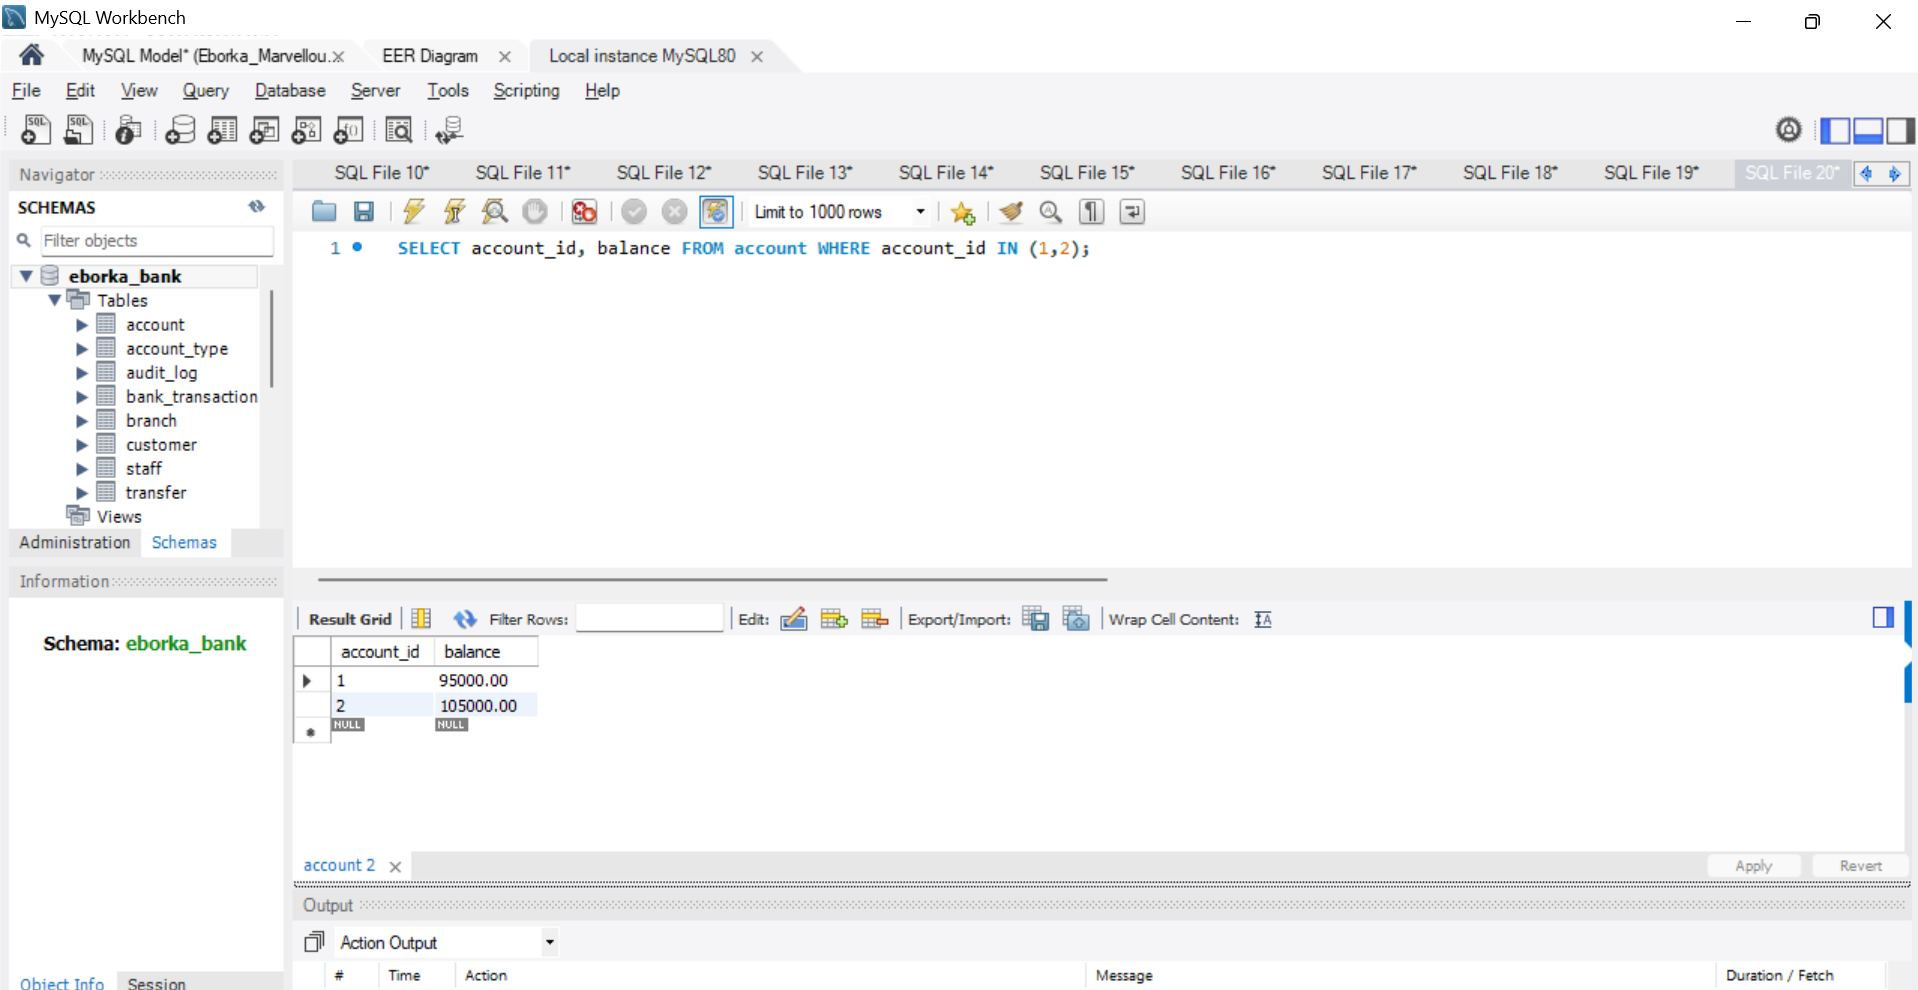 MySQL Workbench
MySQL Model* (Eborka_Marvellou.× EER Diagram × Local instance MySQL80 ×
File Edit View Query Database Server Tools Scripting Help
Navigator SQL File 10* SQL File 11* SQL File 12* SQL File 13* SQL File 14* SQL File 15* SQL File 16* SQL File 17* SQL File 18* SQL File 19* SQL File 20*
SCHEMAS
Limit to 1000 rows
Filter objects
1 SELECT account_id, balance FROM account WHERE account_id IN (1,2);
eborka_bank
Tables
account
account_type
audit_log
bank_transaction
branch
customer
staff
transfer
Views
Administration Schemas
Information
Schema: eborka_bank
Result Grid Filter Rows: Edit: Export/Import: Wrap Cell Content:
account_id balance
1 95000.00
2 105000.00
NULL NULL
account 2 × Apply Revert
Output
Action Output
# Time Action Message Duration / Fetch
Object Info Session